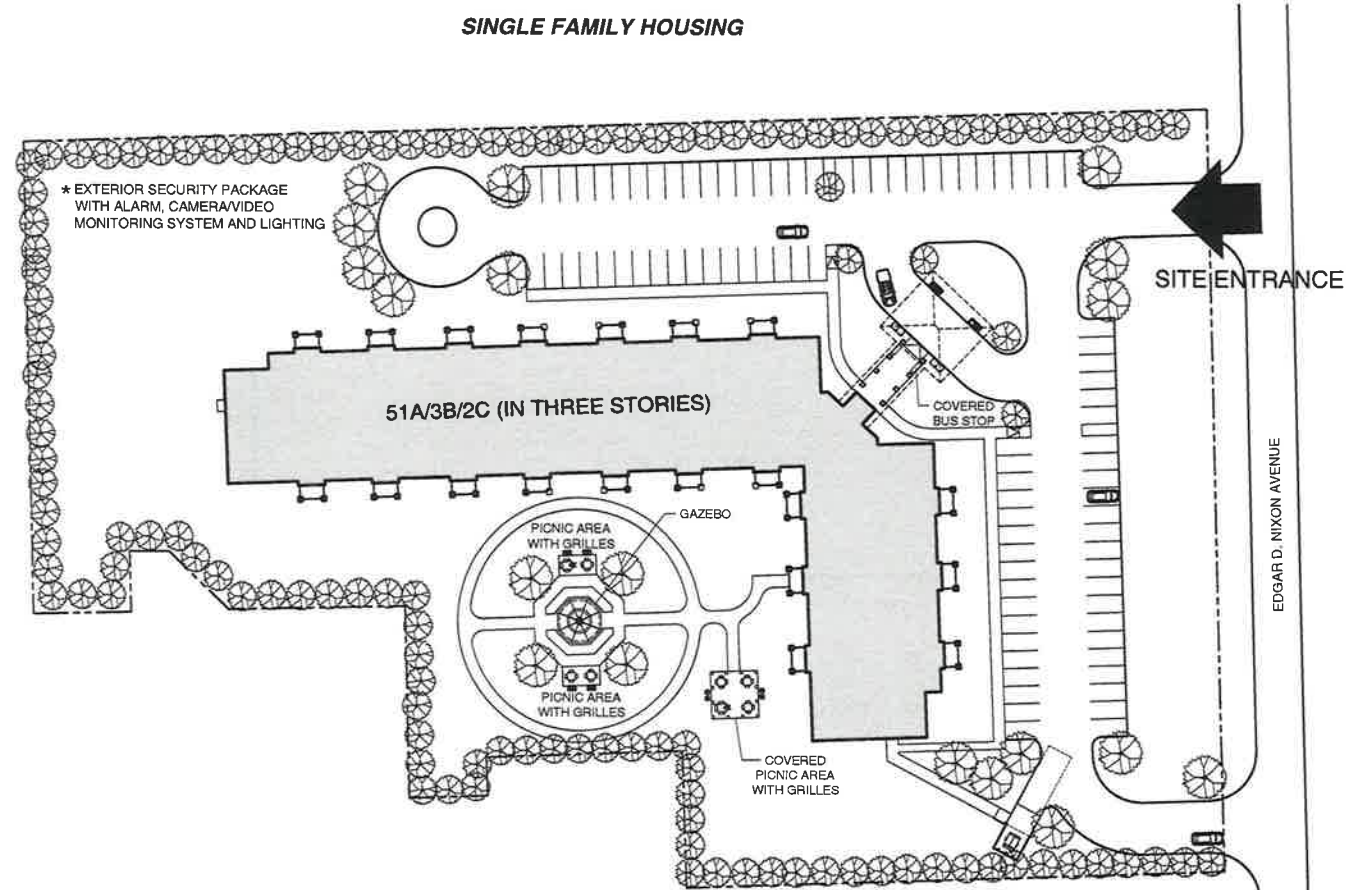 SINGLE FAMILY HOUSING
* EXTERIOR SECURITY PACKAGE
WITH ALARM, CAMERA/VIDEO
MONITORING SYSTEM AND LIGHTING
SITE ENTRANCE
51A/3B/2C (IN THREE STORIES)
COVERED
BUS STOP
EDGAR D. NIXON AVENUE
GAZEBO
PICNIC AREA
WITH GRILLES
PICNIC AREA
WITH GRILLES
COVERED
PICNIC AREA
WITH GRILLES